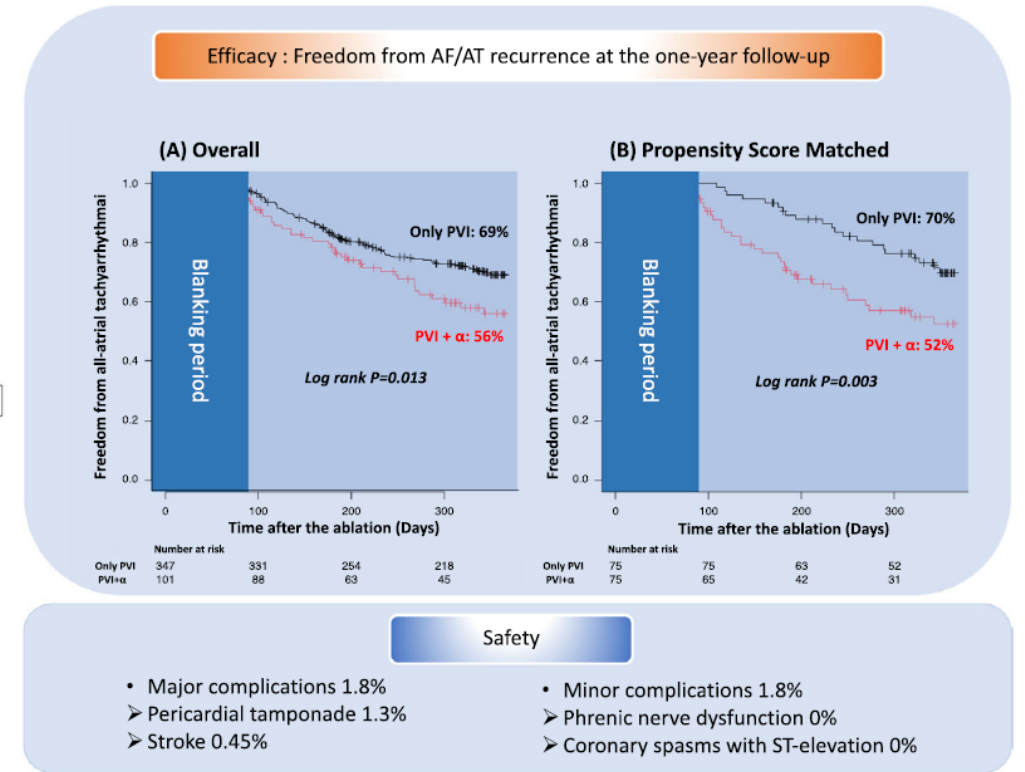 Efficacy : Freedom from AF/AT recurrence at the one-year follow-up
(A) Overall
Freedom from all-atrial tachyarrhythmai
1.0
0.8
0.6
0.4
0.2
0.0
Blanking period
Only PVI: 69%
PVI + α: 56%
Log rank P=0.013
0 100 200 300
Time after the ablation (Days)
Number at risk
Only PVI 347 331 254 218
PVI+α 101 88 63 45
(B) Propensity Score Matched
Freedom from all-atrial tachyarrhythmai
1.0
0.8
0.6
0.4
0.2
0.0
Blanking period
Only PVI: 70%
PVI + α: 52%
Log rank P=0.003
0 100 200 300
Time after the ablation (Days)
Number at risk
Only PVI 75 75 63 52
PVI+α 75 65 42 31
Safety
• Major complications 1.8%
➢ Pericardial tamponade 1.3%
➢ Stroke 0.45%
• Minor complications 1.8%
➢ Phrenic nerve dysfunction 0%
➢ Coronary spasms with ST-elevation 0%